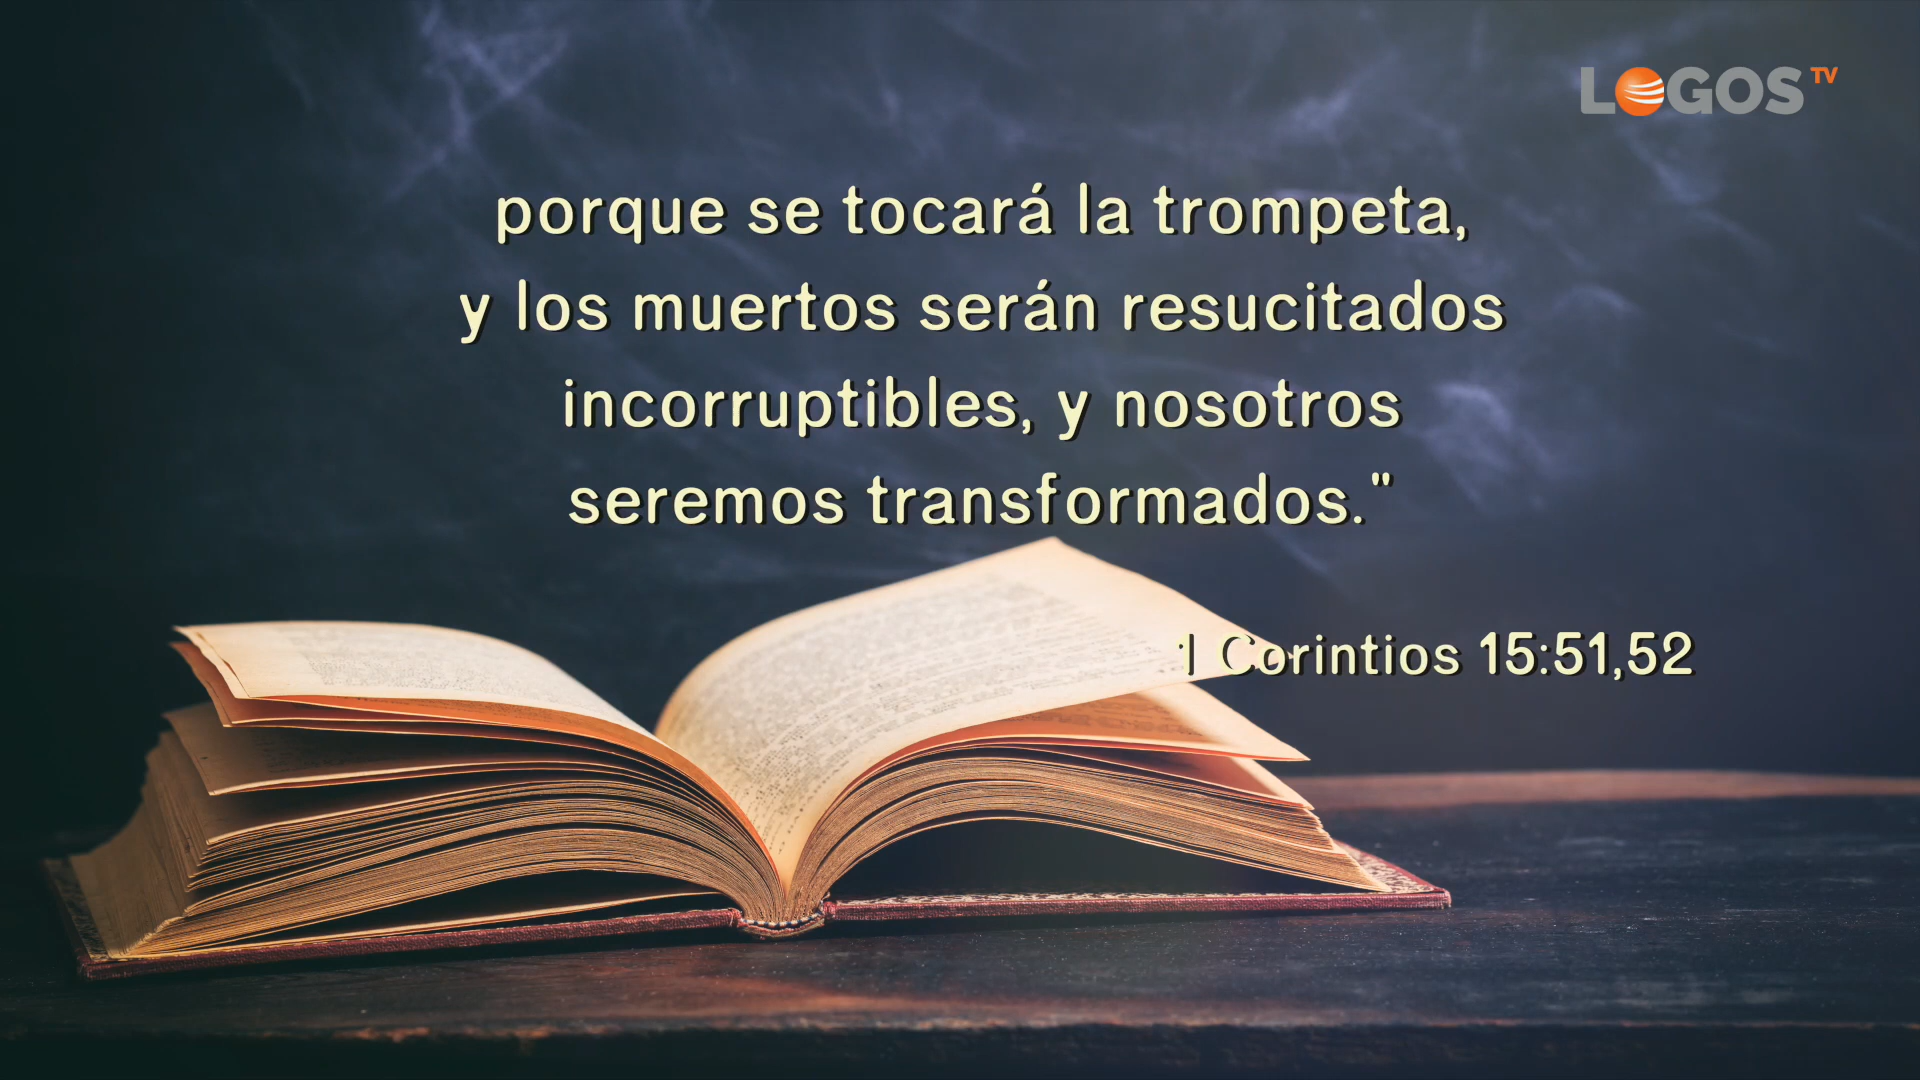 LOGOS TV
porque se tocará la trompeta,
y los muertos serán resucitados
incorruptibles, y nosotros
seremos transformados."
1 Corintios 15:51,52